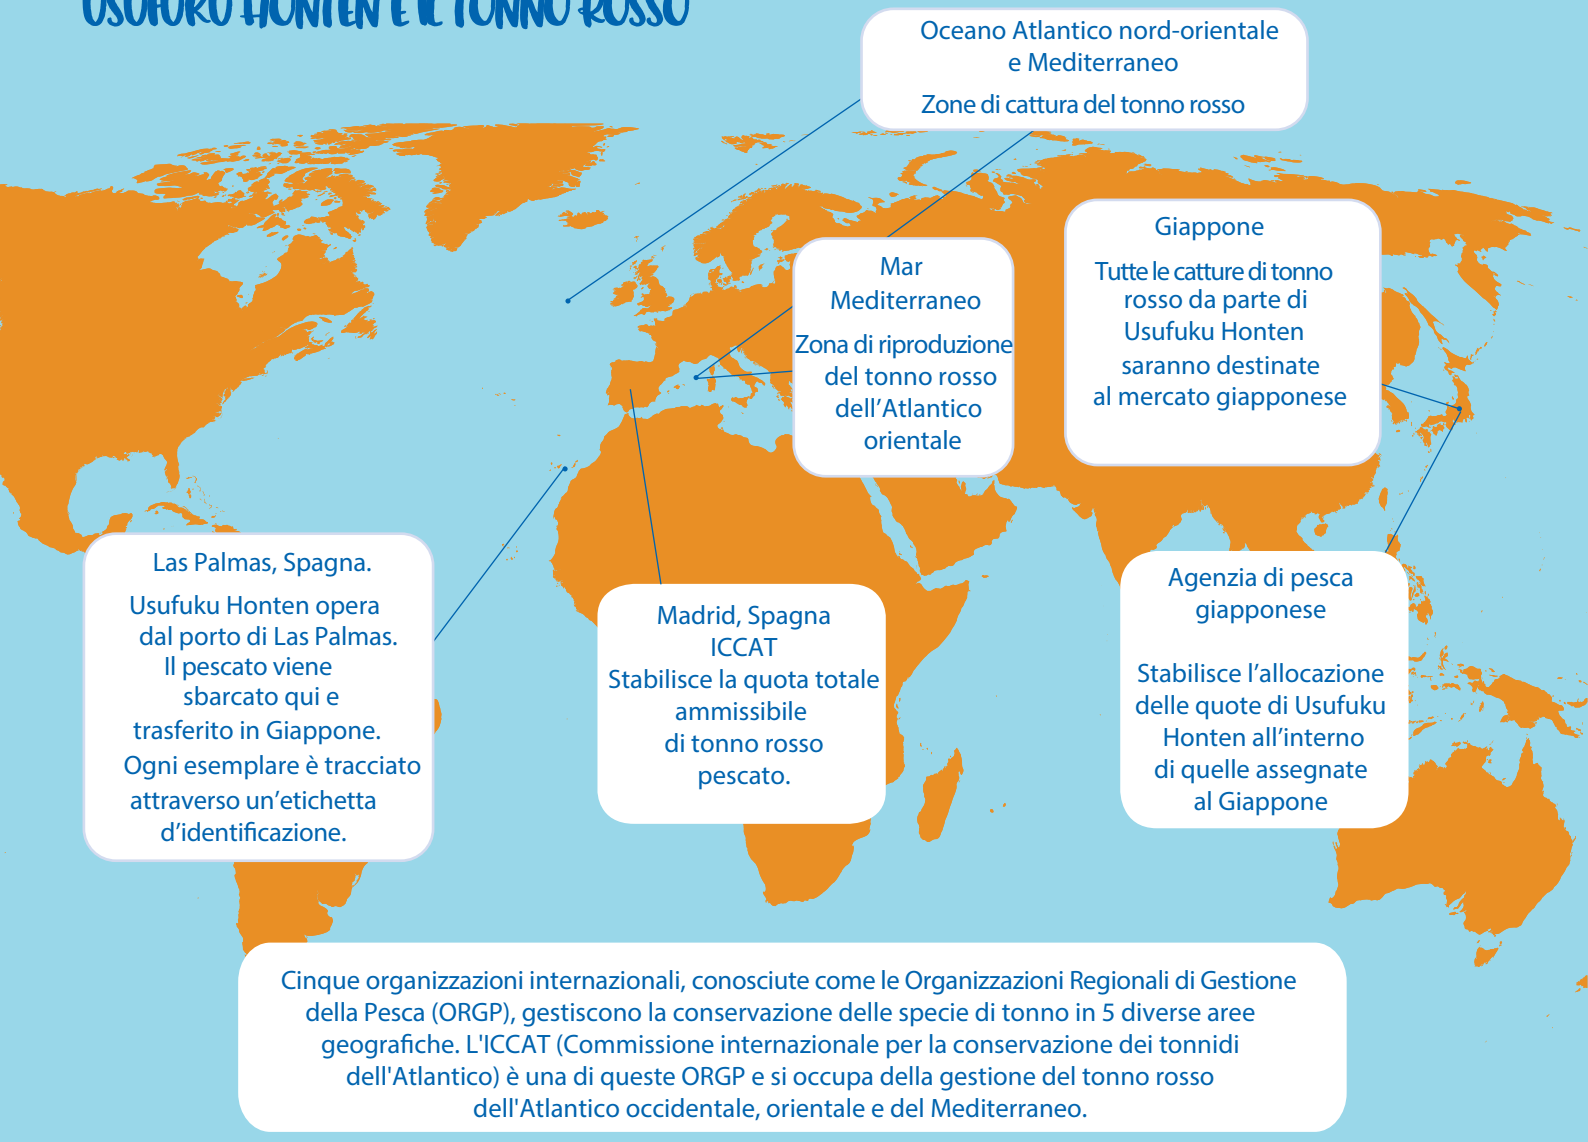 USUFUKU HONTEN E IL TONNO ROSSO
Oceano Atlantico nord-orientale
e Mediterraneo
Zone di cattura del tonno rosso
Mar
Mediterraneo
Zona di riproduzione
del tonno rosso
dell’Atlantico
orientale
Giappone
Tutte le catture di tonno
rosso da parte di
Usufuku Honten
saranno destinate
al mercato giapponese
Las Palmas, Spagna.
Usufuku Honten opera
dal porto di Las Palmas.
Il pescato viene
sbarcato qui e
trasferito in Giappone.
Ogni esemplare è tracciato
attraverso un’etichetta
d’identificazione.
Madrid, Spagna
ICCAT
Stabilisce la quota totale
ammissibile
di tonno rosso
pescato.
Agenzia di pesca
giapponese
Stabilisce l’allocazione
delle quote di Usufuku
Honten all’interno
di quelle assegnate
al Giappone
Cinque organizzazioni internazionali, conosciute come le Organizzazioni Regionali di Gestione
della Pesca (ORGP), gestiscono la conservazione delle specie di tonno in 5 diverse aree
geografiche. L'ICCAT (Commissione internazionale per la conservazione dei tonnidi
dell'Atlantico) è una di queste ORGP e si occupa della gestione del tonno rosso
dell'Atlantico occidentale, orientale e del Mediterraneo.